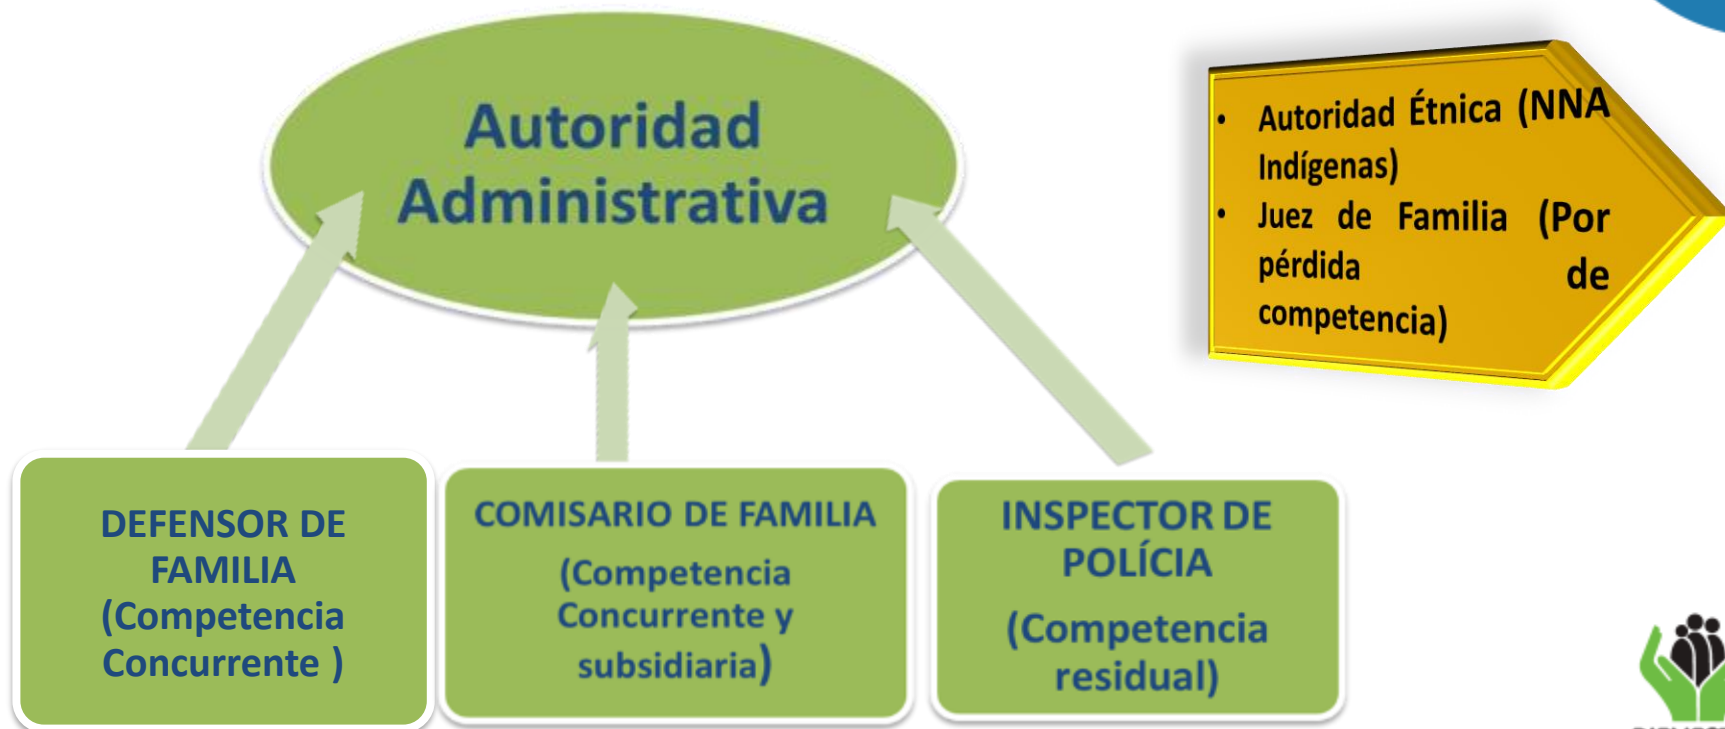 Autoridad
Administrativa
• Autoridad Étnica (NNA
Indígenas)
• Juez de Familia (Por
pérdida de
competencia)
DEFENSOR DE
FAMILIA
(Competencia
Concurrente )
COMISARIO DE FAMILIA
(Competencia
Concurrente y
subsidiaria)
INSPECTOR DE
POLÍCIA
(Competencia
residual)